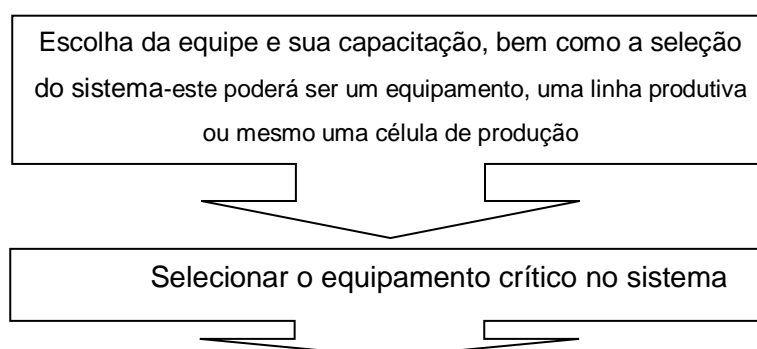 Escolha da equipe e sua capacitação, bem como a seleção
do sistema-este poderá ser um equipamento, uma linha produtiva
ou mesmo uma célula de produção
Selecionar o equipamento crítico no sistema